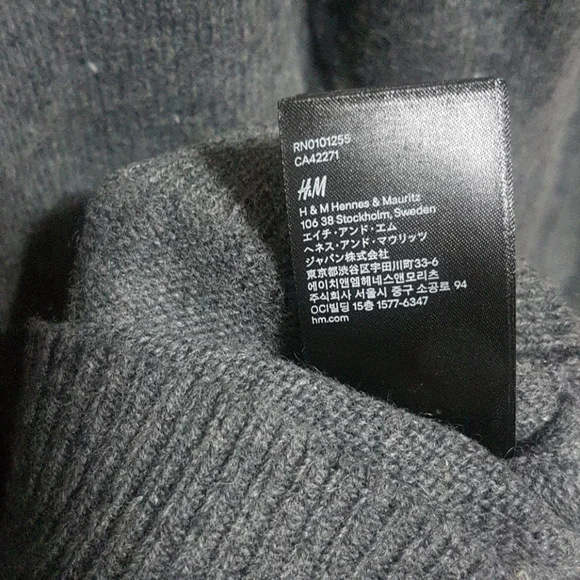 RN0101255
CA42271
H&M
H & M Hennes & Mauritz
106 38 Stockholm, Sweden
エイチ・アンド・エム
ヘネス・アンド・マウリッツ
ジャパン株式会社
東京都渋谷区宇田川町33-6
에이치앤엠헤네스앤모리츠
주식회사 서울시 중구 소공로 94
OCI빌딩 15층 1577-6347
hm.com